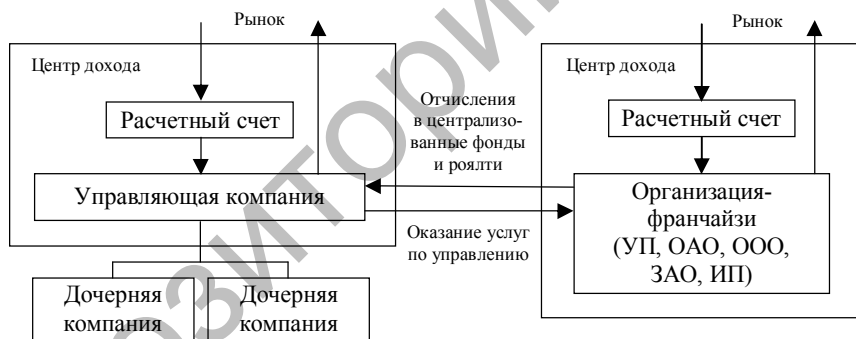 Рынок
Центр дохода
Расчетный счет
Управляющая компания
Дочерняя
компания
Дочерняя
компания
Отчисления
в централизо-
ванные фонды
и роялти
Оказание услуг
по управлению
Рынок
Центр дохода
Расчетный счет
Организация-
франчайзи
(УП, ОАО, ООО,
ЗАО, ИП)